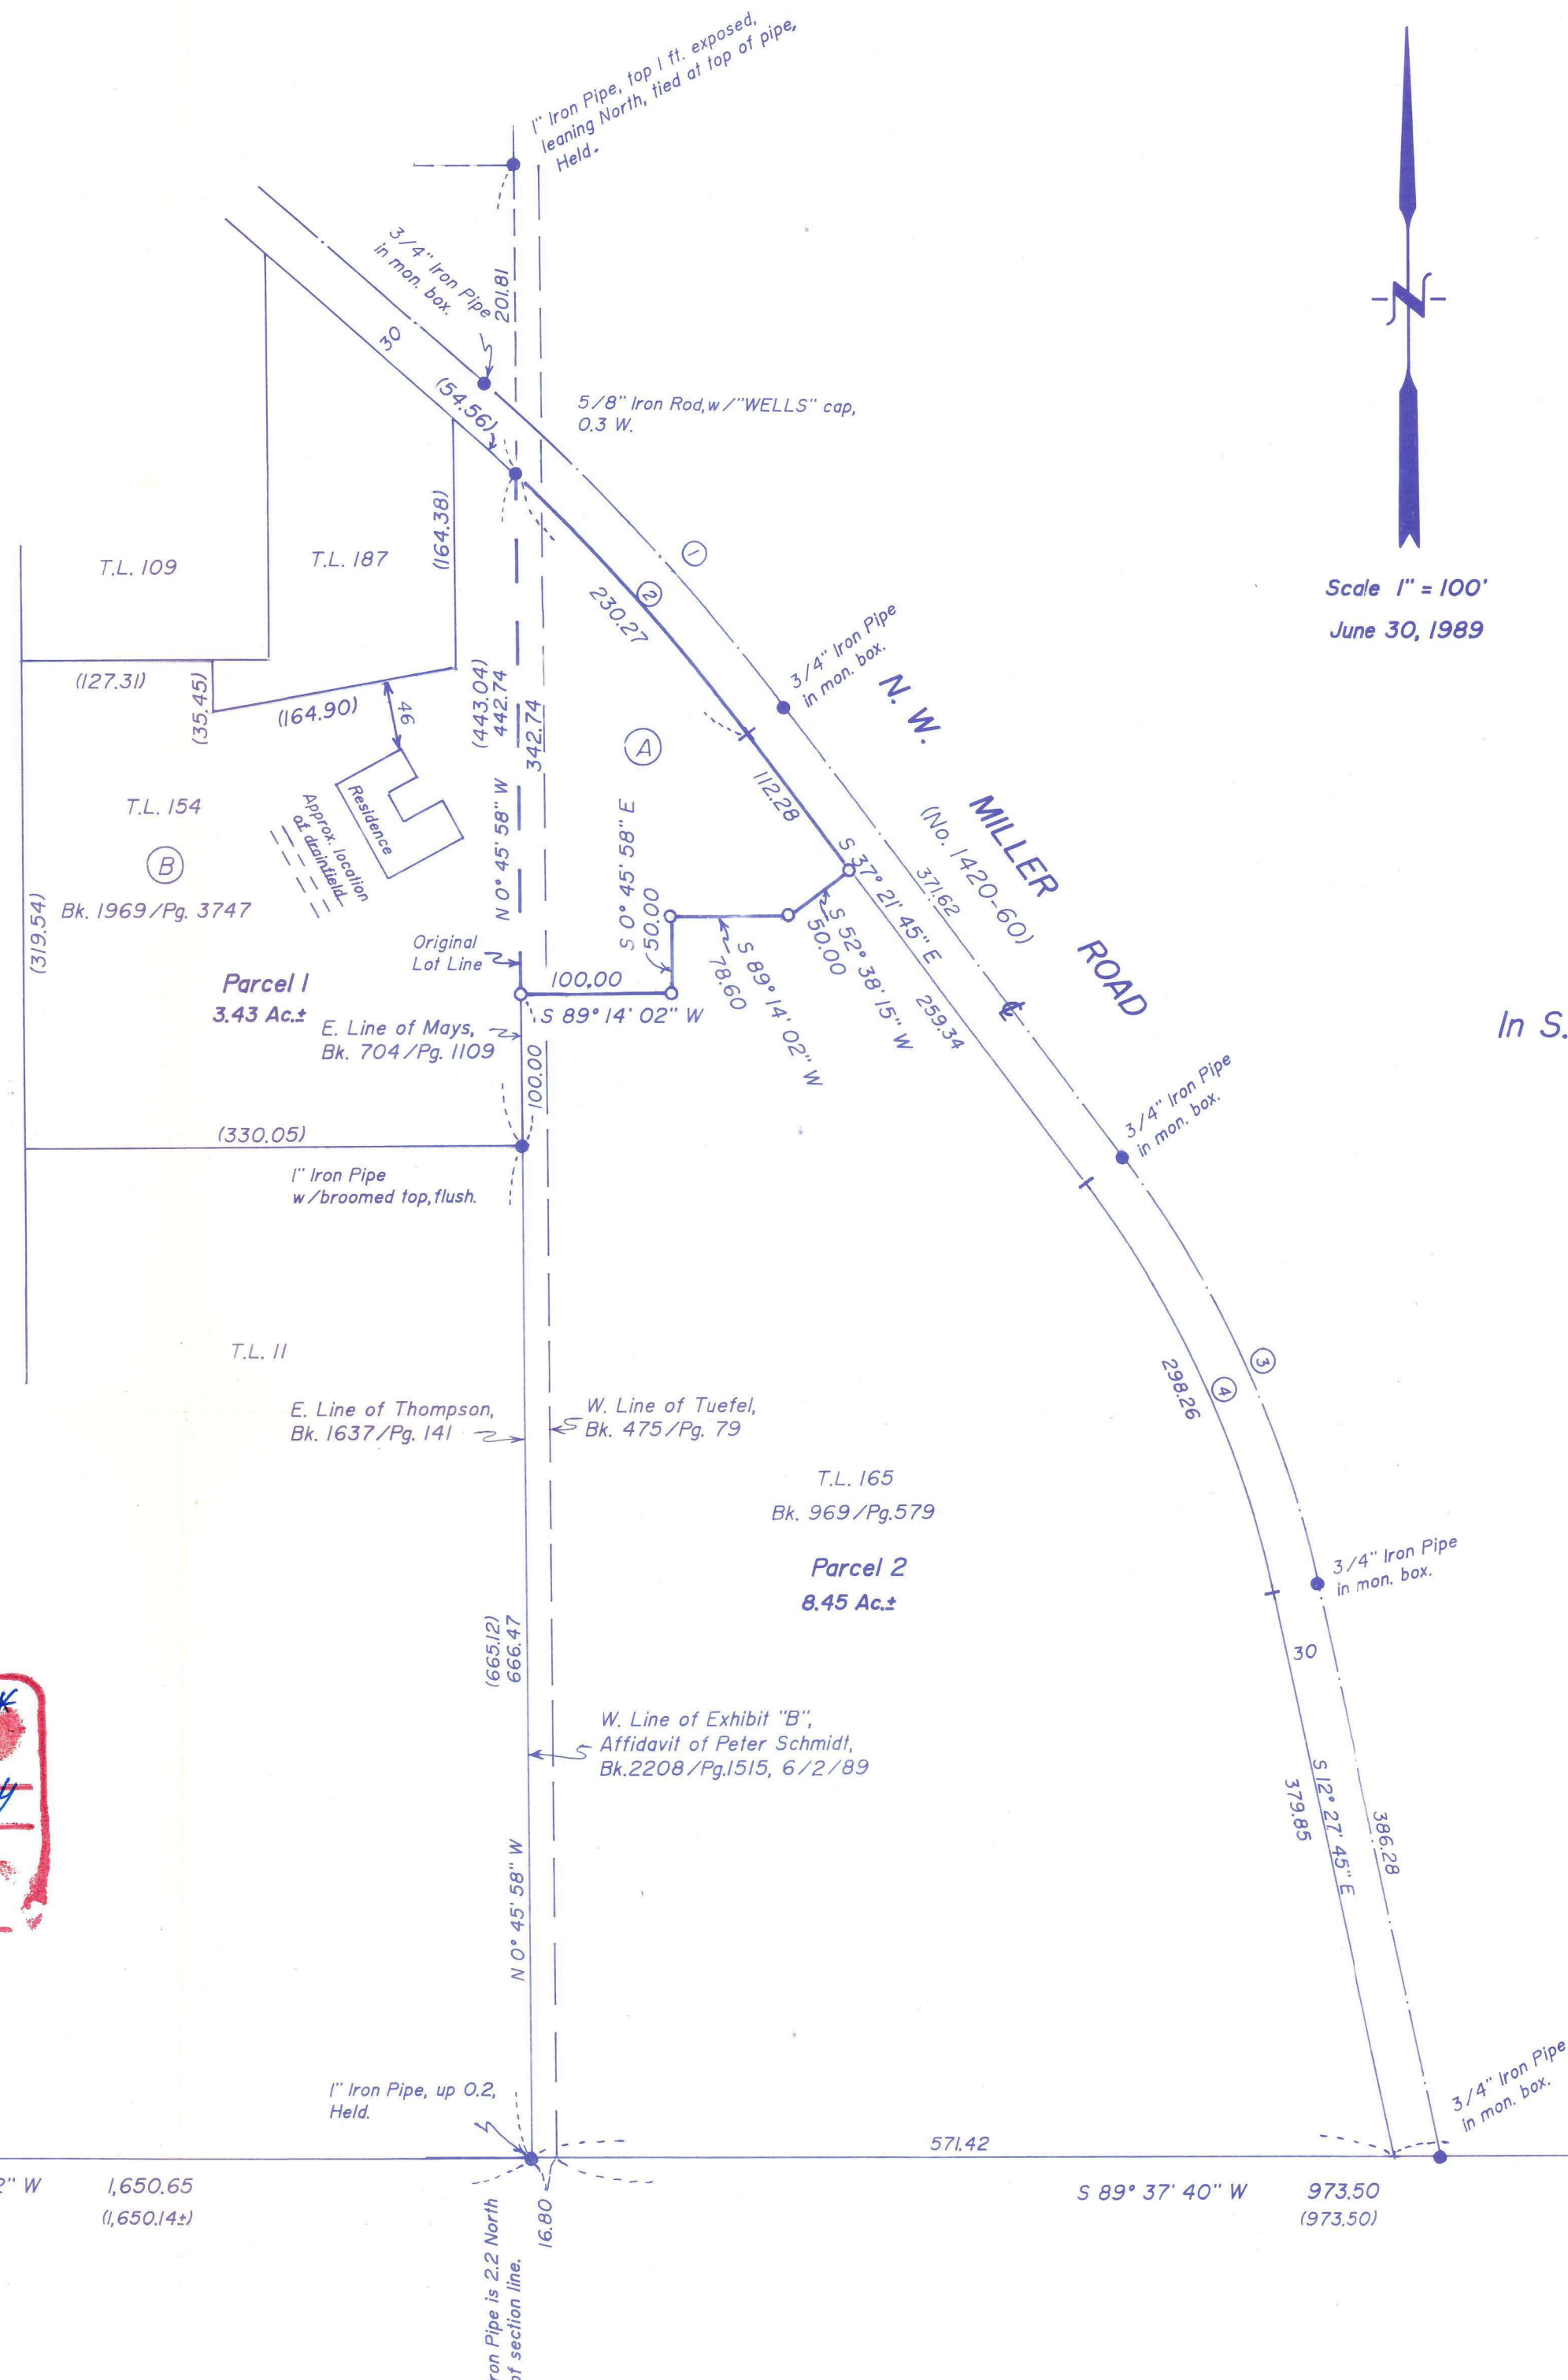 1" Iron Pipe, top 1 ft. exposed,
leaning North, tied at top of pipe,
Held.
3/4" Iron Pipe
in mon. box.
201.81
30
(54.56)
5/8" Iron Rod, w/"WELLS" cap,
0.3 W.
N
Scale 1" = 100'
June 30, 1989
T.L. 109
T.L. 187
(164.38)
1
2
230.27
(127.31)
(35.45)
(164.90)
46
(443.04)
442.74
342.74
N 0° 45' 58" W
A
3/4" Iron Pipe
in mon. box.
N. W. MILLER ROAD
(No. 1420-60)
T.L. 154
B
Bk. 1969/Pg. 3747
(319.54)
Residence
Approx. location
of drainfield
112.28
S 37° 21' 45" E
371.62
259.34
S 0° 45' 58" E
50.00
S 52° 38' 15" W
50.00
S 89° 14' 02" W
78.60
Original
Lot Line
Parcel 1
3.43 Ac.±
100.00
S 89° 14' 02" W
E. Line of Mays,
Bk. 704/Pg. 1109
100.00
℄
In S.
(330.05)
1" Iron Pipe
w/broomed top, flush.
3/4" Iron Pipe
in mon. box.
T.L. 11
3
4
298.26
E. Line of Thompson,
Bk. 1637/Pg. 141
W. Line of Tuefel,
Bk. 475/Pg. 79
T.L. 165
Bk. 969/Pg.579
Parcel 2
8.45 Ac.±
3/4" Iron Pipe
in mon. box.
30
(665.12)
666.47
W. Line of Exhibit "B",
Affidavit of Peter Schmidt,
Bk.2208/Pg.1515, 6/2/89
N 0° 45' 58" W
S 12° 27' 45" E
379.85
386.28
1" Iron Pipe, up 0.2,
Held.
3/4" Iron Pipe
in mon. box.
571.42
2" W
1,650.65
(1,650.14±)
16.80
S 89° 37' 40" W
973.50
(973.50)
ron Pipe is 2.2 North
of section line.